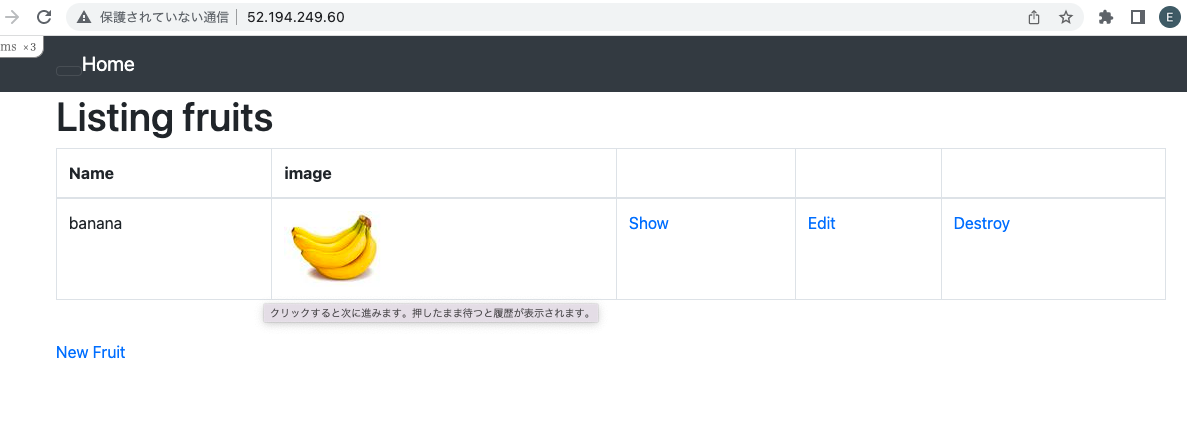 保護されていない通信 52.194.249.60
E
ms ×3
Home
Listing fruits
Name image
banana Show Edit Destroy
クリックすると次に進みます。押したまま待つと履歴が表示されます。
New Fruit